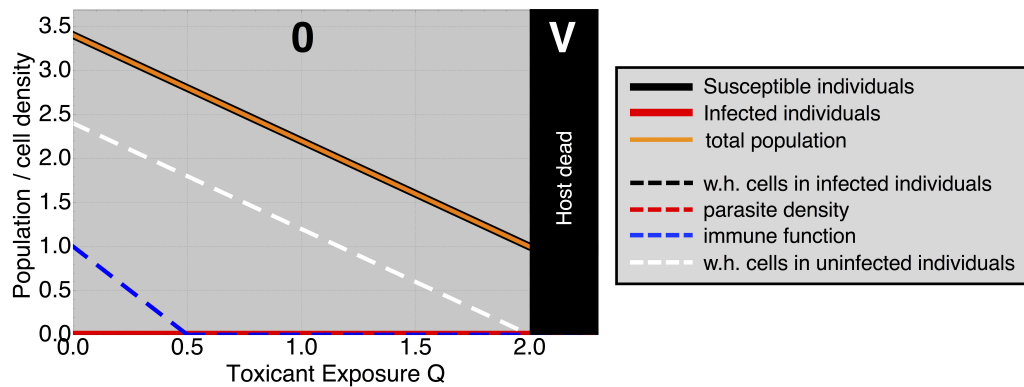 0
V
3.5
3.0
2.5
2.0
1.5
1.0
0.5
0.0
Population / cell density
Host dead
0.0
0.5
1.0
1.5
2.0
Toxicant Exposure Q
Susceptible individuals
Infected individuals
total population
w.h. cells in infected individuals
parasite density
immune function
w.h. cells in uninfected individuals